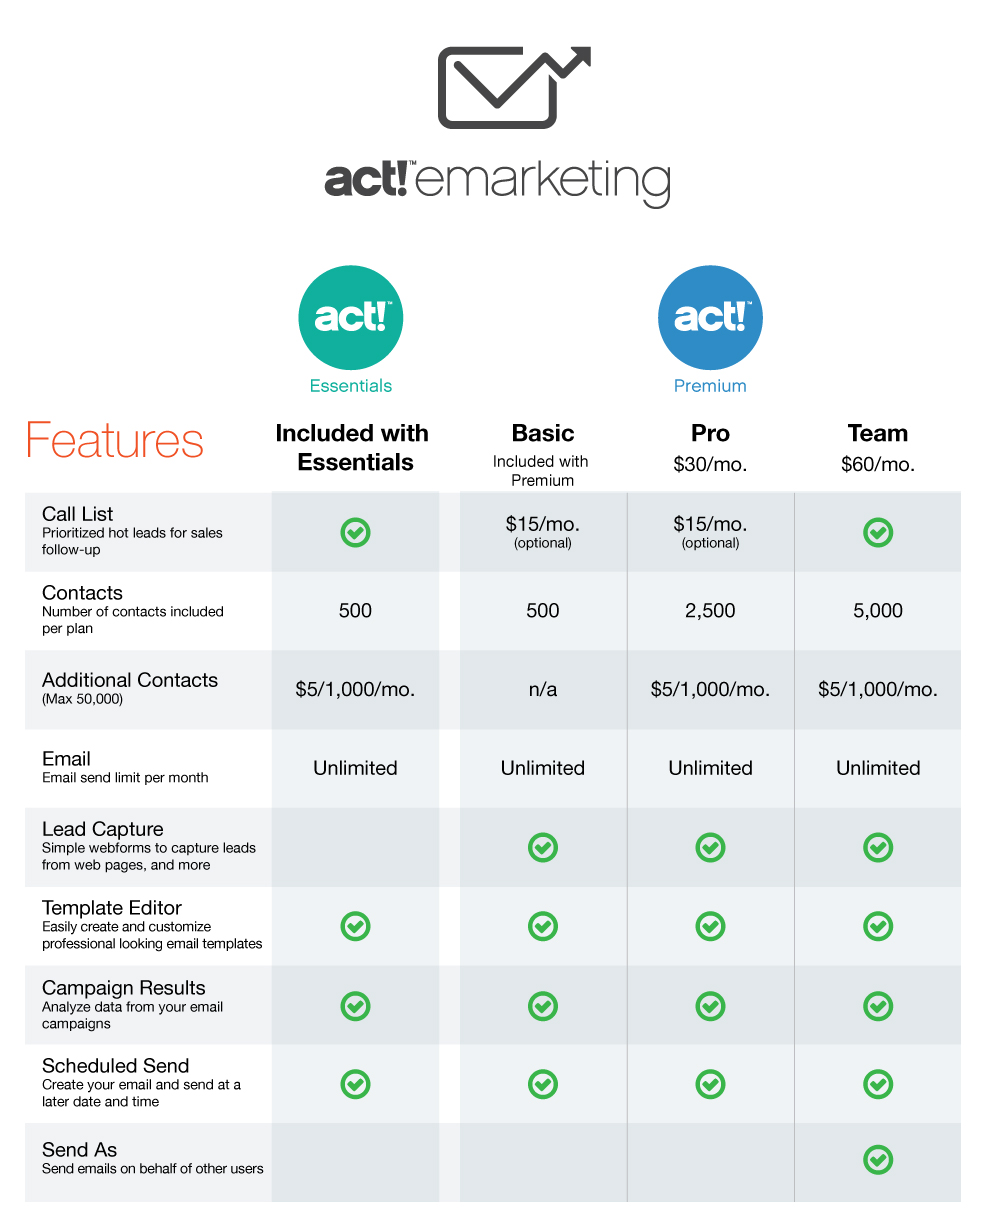 act!™emarketing
act!™
act!™
Essentials
Premium
Features
Included with
Essentials
Basic
Included with
Premium
Pro
$30/mo.
Team
$60/mo.
Call List
Prioritized hot leads for sales
follow-up
$15/mo.
(optional)
$15/mo.
(optional)
Contacts
Number of contacts included
per plan
500
500
2,500
5,000
Additional Contacts
(Max 50,000)
$5/1,000/mo.
n/a
$5/1,000/mo.
$5/1,000/mo.
Email
Email send limit per month
Unlimited
Unlimited
Unlimited
Unlimited
Lead Capture
Simple webforms to capture leads
from web pages, and more
Template Editor
Easily create and customize
professional looking email templates
Campaign Results
Analyze data from your email
campaigns
Scheduled Send
Create your email and send at a
later date and time
Send As
Send emails on behalf of other users